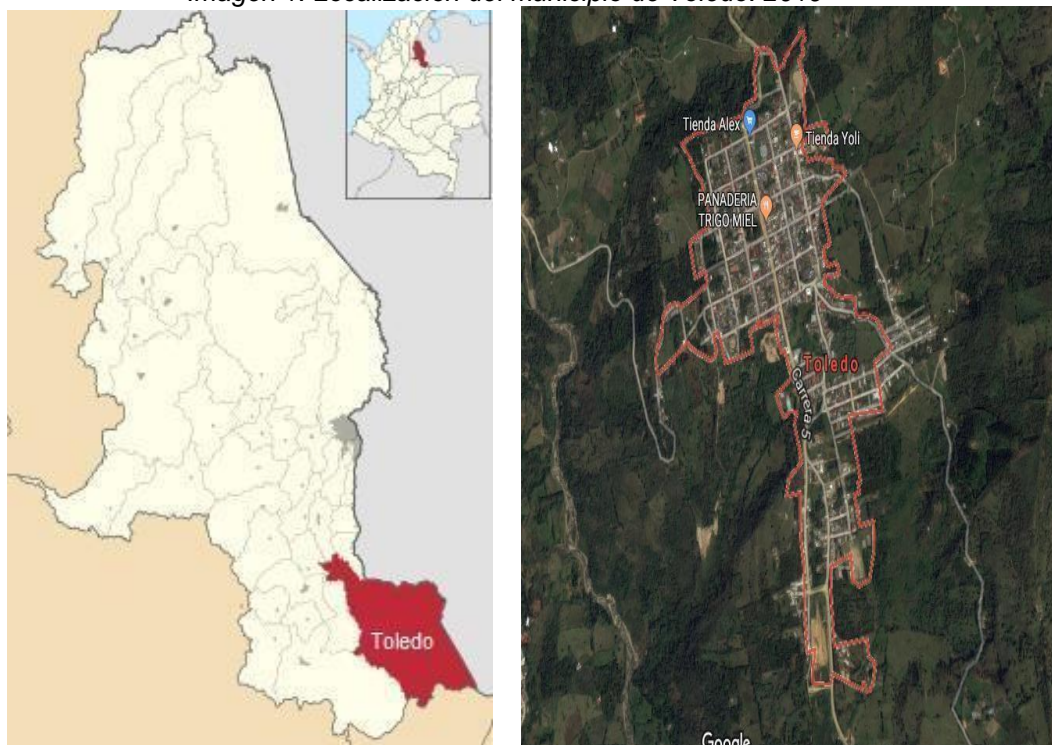 Imagen 1. Localización del municipio de Toledo. 2018
Toledo
Tienda Alex
Tienda Yoli
PANADERIA
TRIGO MIEL
Toledo
Carrera 5
Google